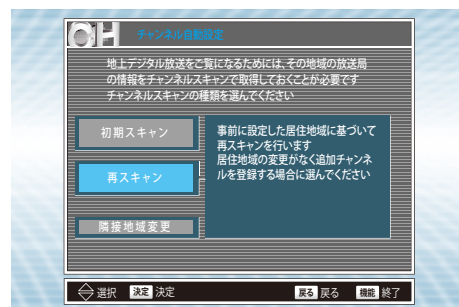 CH チャンネル自動設定
地上デジタル放送をご覧になるためには、その地域の放送局
の情報をチャンネルスキャンで取得しておくことが必要です
チャンネルスキャンの種類を選んでください
初期スキャン
再スキャン
隣接地域変更
事前に設定した居住地域に基づいて
再スキャンを行います
居住地域の変更がなく追加チャンネ
ルを登録する場合に選んでください
選択 決定 決定 戻る 戻る 機能 終了